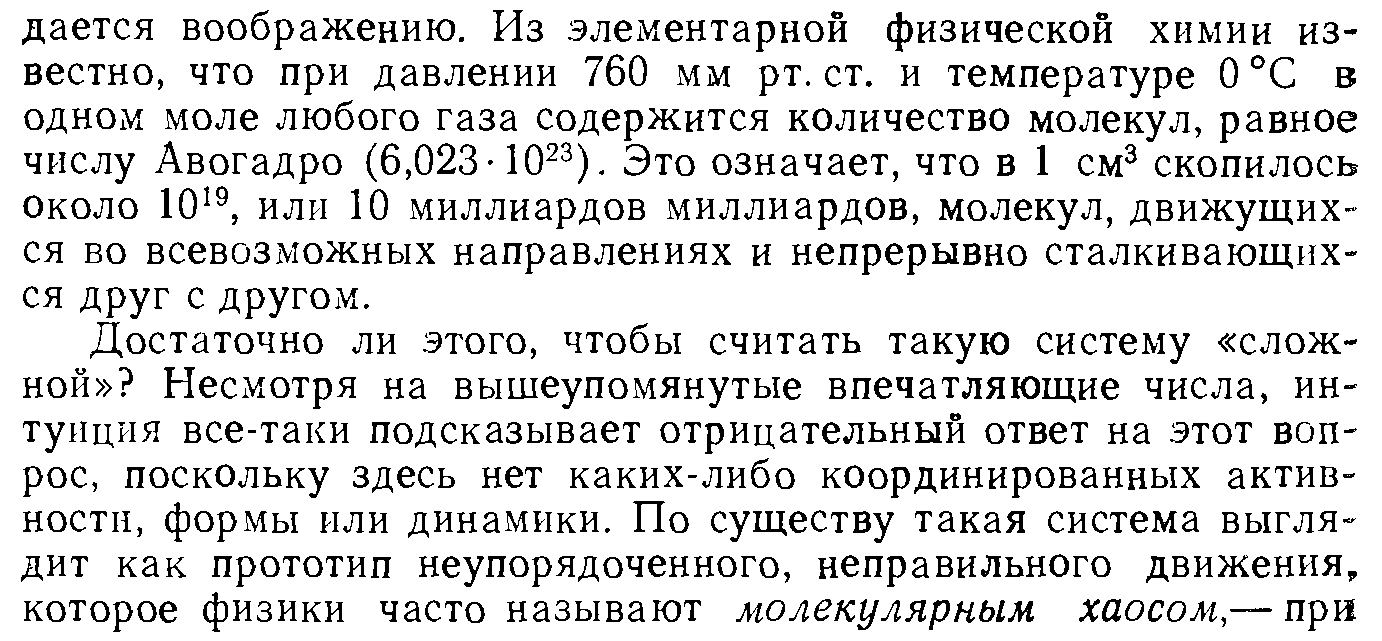 дается воображению. Из элементарной физической химии из-
вестно, что при давлении 760 мм рт. ст. и температуре 0 °С в
одном моле любого газа содержится количество молекул, равное
числу Авогадро (6,023 · 10²³). Это означает, что в 1 см³ скопилось
около 10¹⁹, или 10 миллиардов миллиардов, молекул, движущих-
ся во всевозможных направлениях и непрерывно сталкивающих-
ся друг с другом.
Достаточно ли этого, чтобы считать такую систему «слож-
ной»? Несмотря на вышеупомянутые впечатляющие числа, ин-
туиция все-таки подсказывает отрицательный ответ на этот воп-
рос, поскольку здесь нет каких-либо координированных актив-
ности, формы или динамики. По существу такая система выгля-
дит как прототип неупорядоченного, неправильного движения,
которое физики часто называют молекулярным хаосом,— при